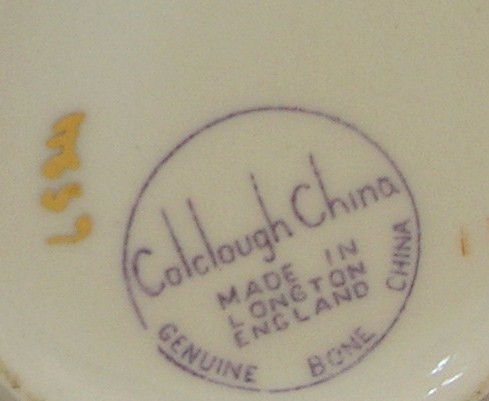 Colclough China
MADE IN
LONGTON
ENGLAND
GENUINE BONE CHINA